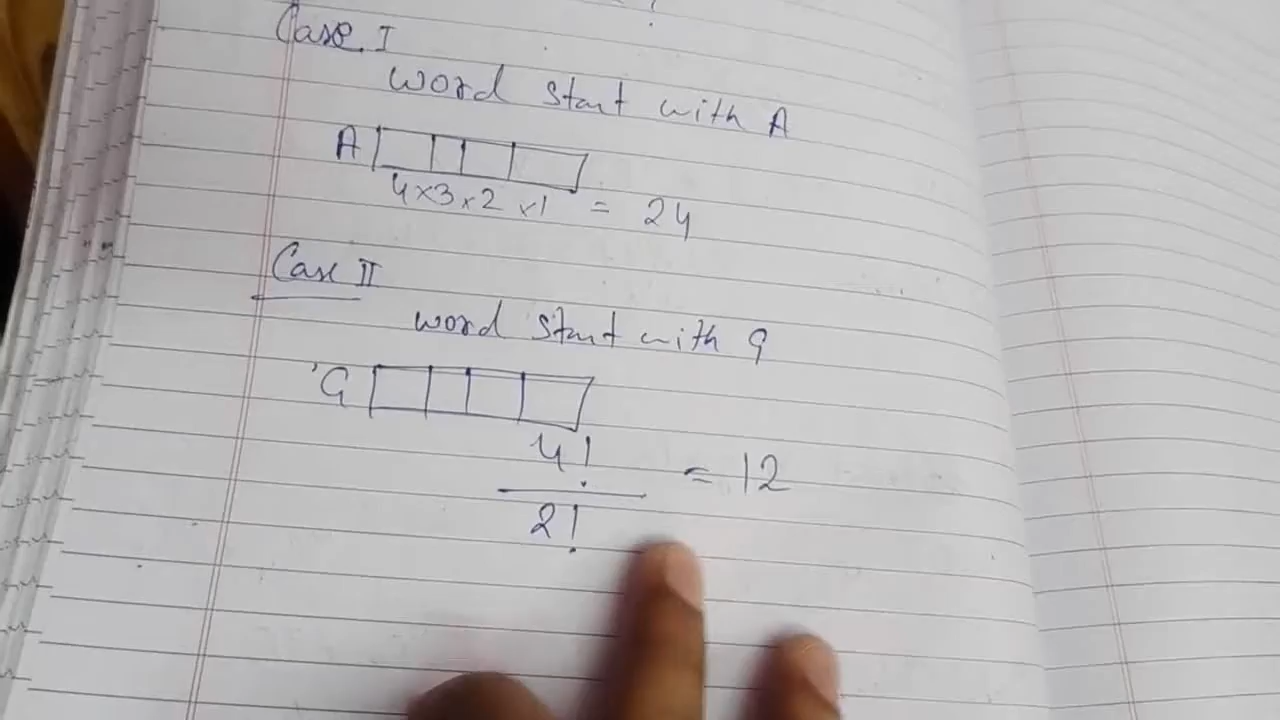 Case I
word start with A
A
4×3×2×1 = 24
Case II
word start with G
G
4!
= 12
2!